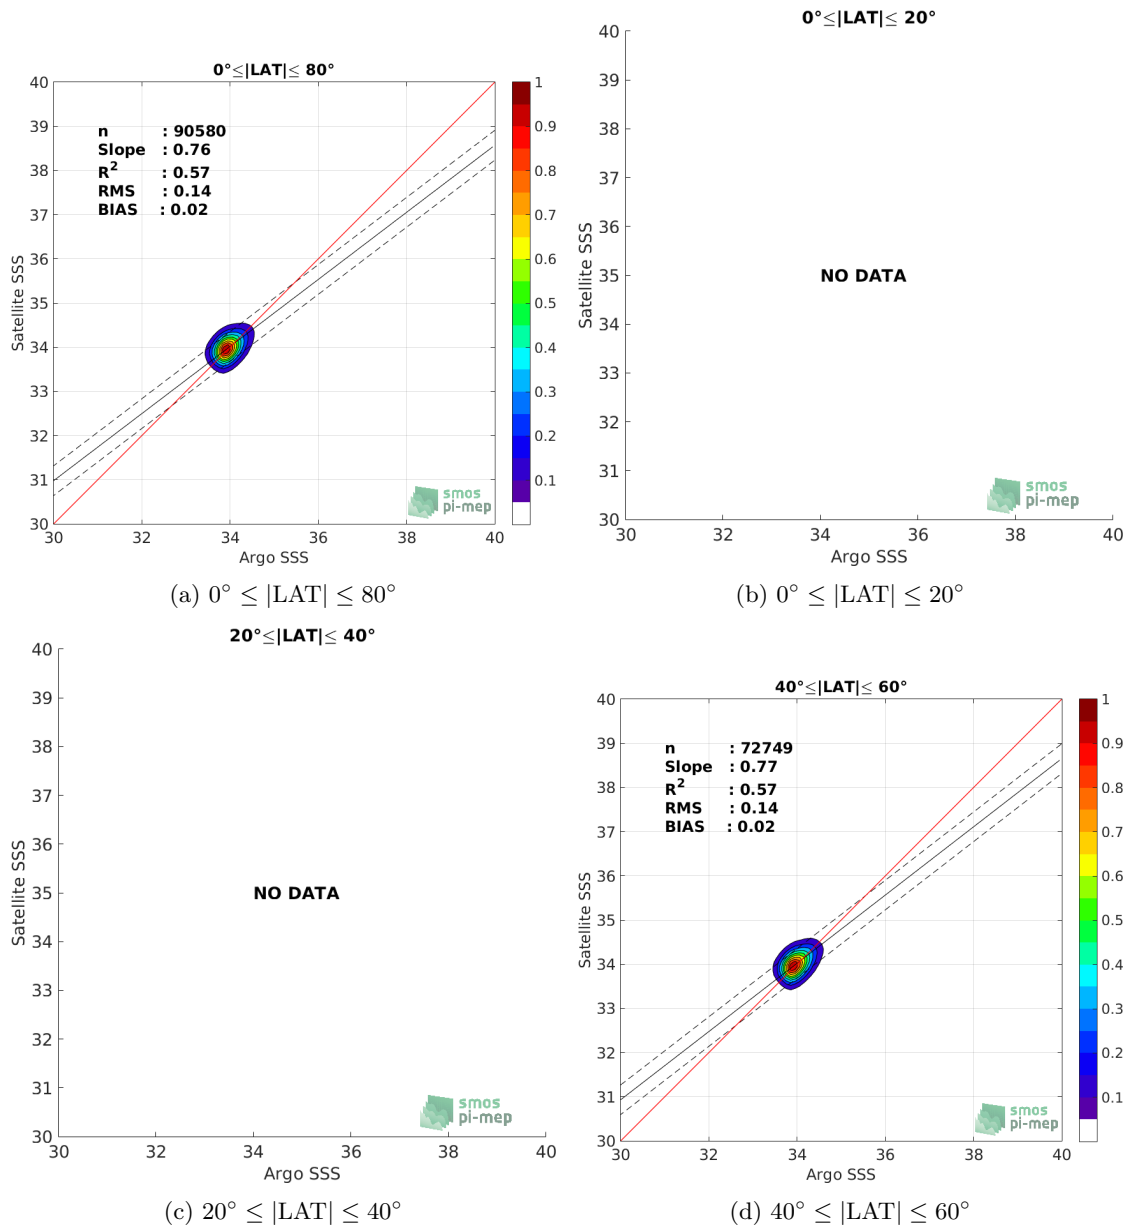 0°≤|LAT|≤ 80°
n : 90580
Slope : 0.76
R² : 0.57
RMS : 0.14
BIAS : 0.02
40
39
38
37
36
35
34
33
32
31
30
30 32 34 36 38 40
Satellite SSS
Argo SSS
1
0.9
0.8
0.7
0.6
0.5
0.4
0.3
0.2
0.1
smos
pi-mep
(a) 0° ≤ |LAT| ≤ 80°
0°≤|LAT|≤ 20°
40
39
38
37
36
35
34
33
32
31
30
30 32 34 36 38 40
Satellite SSS
Argo SSS
NO DATA
smos
pi-mep
(b) 0° ≤ |LAT| ≤ 20°
20°≤|LAT|≤ 40°
40
39
38
37
36
35
34
33
32
31
30
30 32 34 36 38 40
Satellite SSS
Argo SSS
NO DATA
smos
pi-mep
(c) 20° ≤ |LAT| ≤ 40°
40°≤|LAT|≤ 60°
n : 72749
Slope : 0.77
R² : 0.57
RMS : 0.14
BIAS : 0.02
40
39
38
37
36
35
34
33
32
31
30
30 32 34 36 38 40
Satellite SSS
Argo SSS
1
0.9
0.8
0.7
0.6
0.5
0.4
0.3
0.2
0.1
smos
pi-mep
(d) 40° ≤ |LAT| ≤ 60°